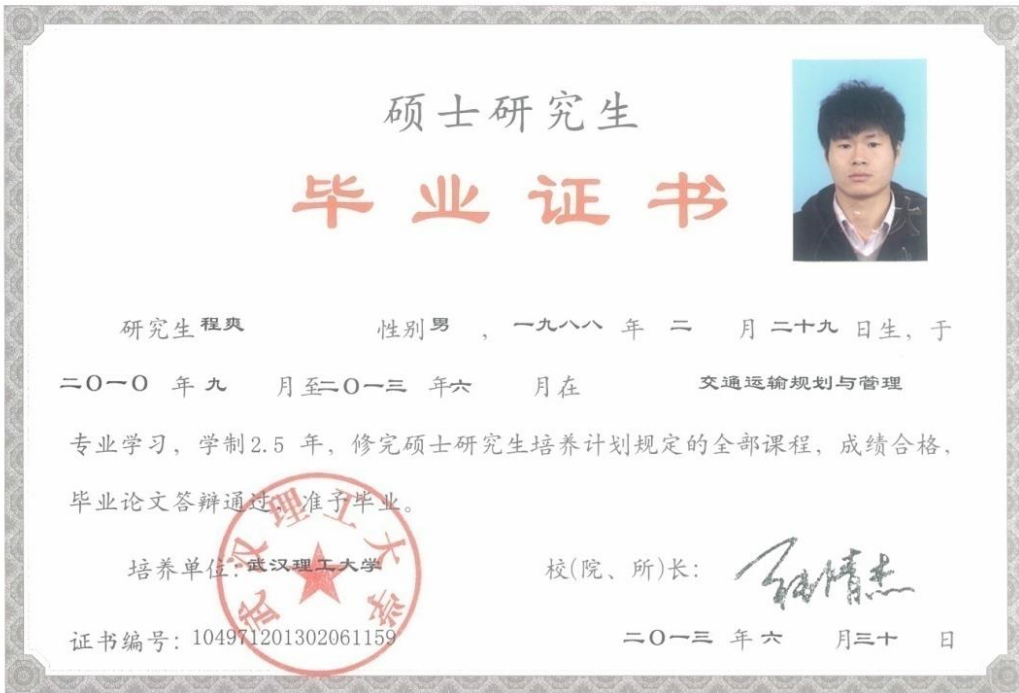 硕士研究生
毕业证书
研究生程爽 性别男，一九八八年二月二十九日生，于
二〇一〇年九月至二〇一三年六月在 交通运输规划与管理
专业学习，学制2.5 年，修完硕士研究生培养计划规定的全部课程，成绩合格，
毕业论文答辩通过，准予毕业。
培养单位：武汉理工大学 校(院、所)长：
证书编号：104971201302061159 二〇一三年六月三十日
武汉理工大学